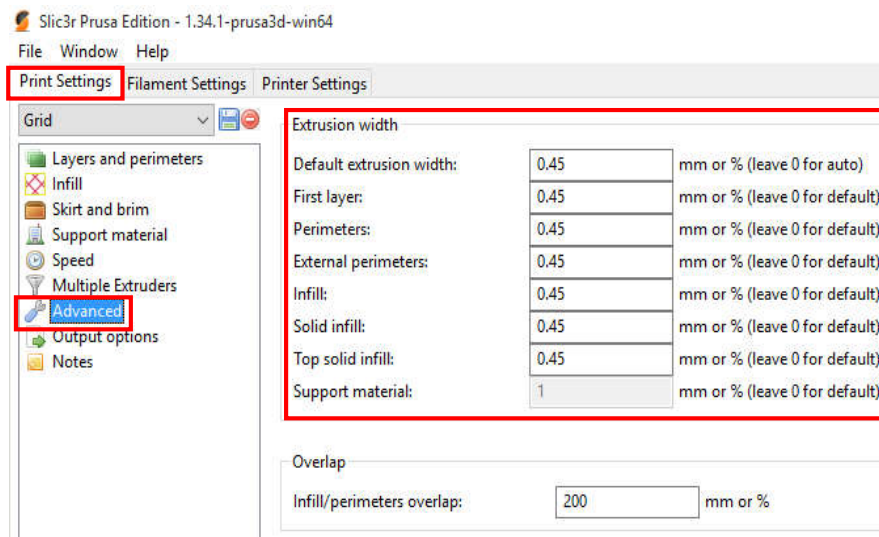 Slic3r Prusa Edition - 1.34.1-prusa3d-win64
File Window Help
Print Settings Filament Settings Printer Settings
Grid
Layers and perimeters
Infill
Skirt and brim
Support material
Speed
Multiple Extruders
Advanced
Output options
Notes
Extrusion width
Default extrusion width: 0.45 mm or % (leave 0 for auto)
First layer: 0.45 mm or % (leave 0 for default)
Perimeters: 0.45 mm or % (leave 0 for default)
External perimeters: 0.45 mm or % (leave 0 for default)
Infill: 0.45 mm or % (leave 0 for default)
Solid infill: 0.45 mm or % (leave 0 for default)
Top solid infill: 0.45 mm or % (leave 0 for default)
Support material: 1 mm or % (leave 0 for default)
Overlap
Infill/perimeters overlap: 200 mm or %